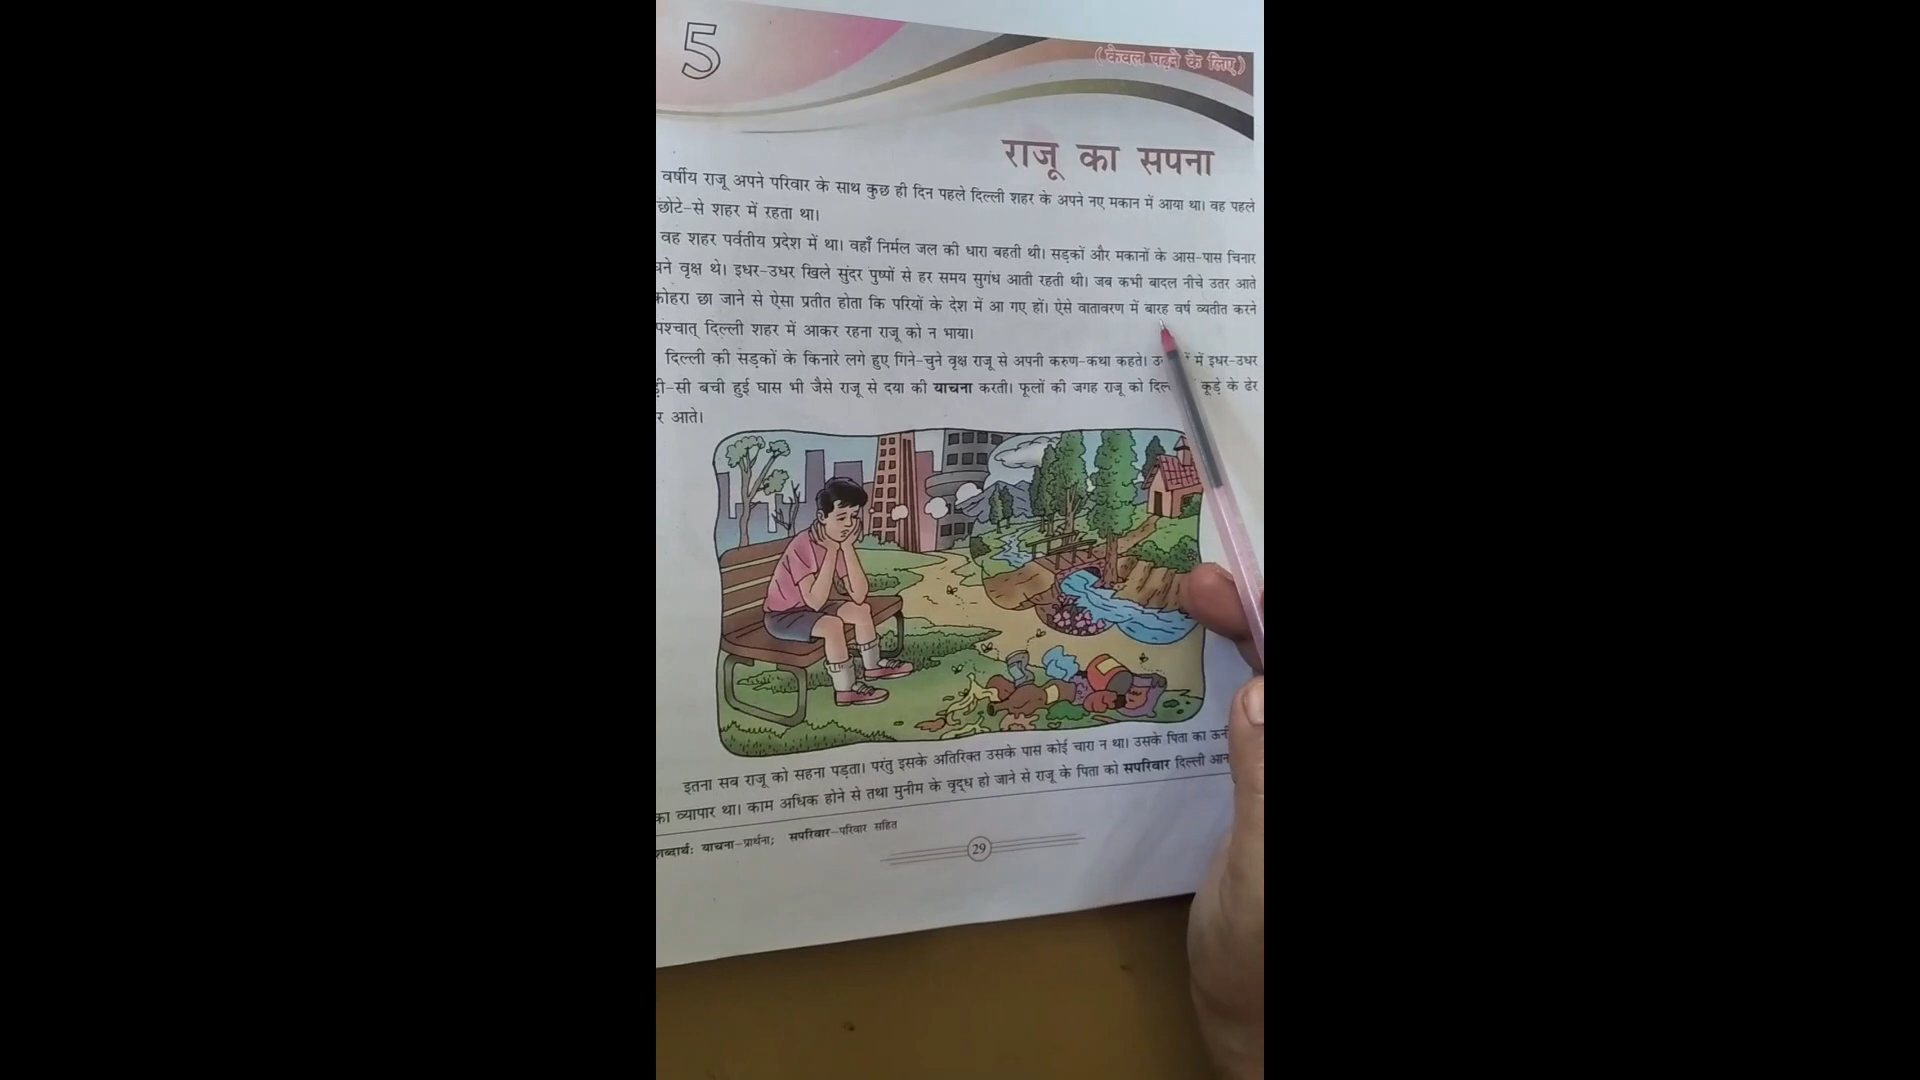 5
(केवल पढ़ने के लिए)
राजू का सपना
वर्षीय राजू अपने परिवार के साथ कुछ ही दिन पहले दिल्ली शहर के अपने नए मकान में आया था। वह पहले
छोटे-से शहर में रहता था।
वह शहर पर्वतीय प्रदेश में था। वहाँ निर्मल जल की धारा बहती थी। सड़कों और मकानों के आस-पास चिनार
वृक्ष थे। इधर-उधर खिले सुंदर पुष्पों से हर समय सुगंध आती रहती थी। जब कभी बादल नीचे उतर आते
कोहरा छा जाने से ऐसा प्रतीत होता कि परियों के देश में आ गए हों। ऐसे वातावरण में बारह वर्ष व्यतीत करने
पश्चात् दिल्ली शहर में आकर रहना राजू को न भाया।
दिल्ली की सड़कों के किनारे लगे हुए गिने-चुने वृक्ष राजू से अपनी करुण-कथा कहते। में इधर-उधर
बची हुई घास भी जैसे राजू से दया की याचना करती। फूलों की जगह राजू को कूड़े के ढेर
आते।
इतना सब राजू को सहना पड़ता। परंतु इसके अतिरिक्त उसके पास कोई चारा न था। उसके पिता का
का व्यापार था। काम अधिक होने से तथा मुनीम के वृद्ध हो जाने से राजू के पिता को सपरिवार दिल्ली
शब्दार्थ: याचना-प्रार्थना; सपरिवार-परिवार सहित
29